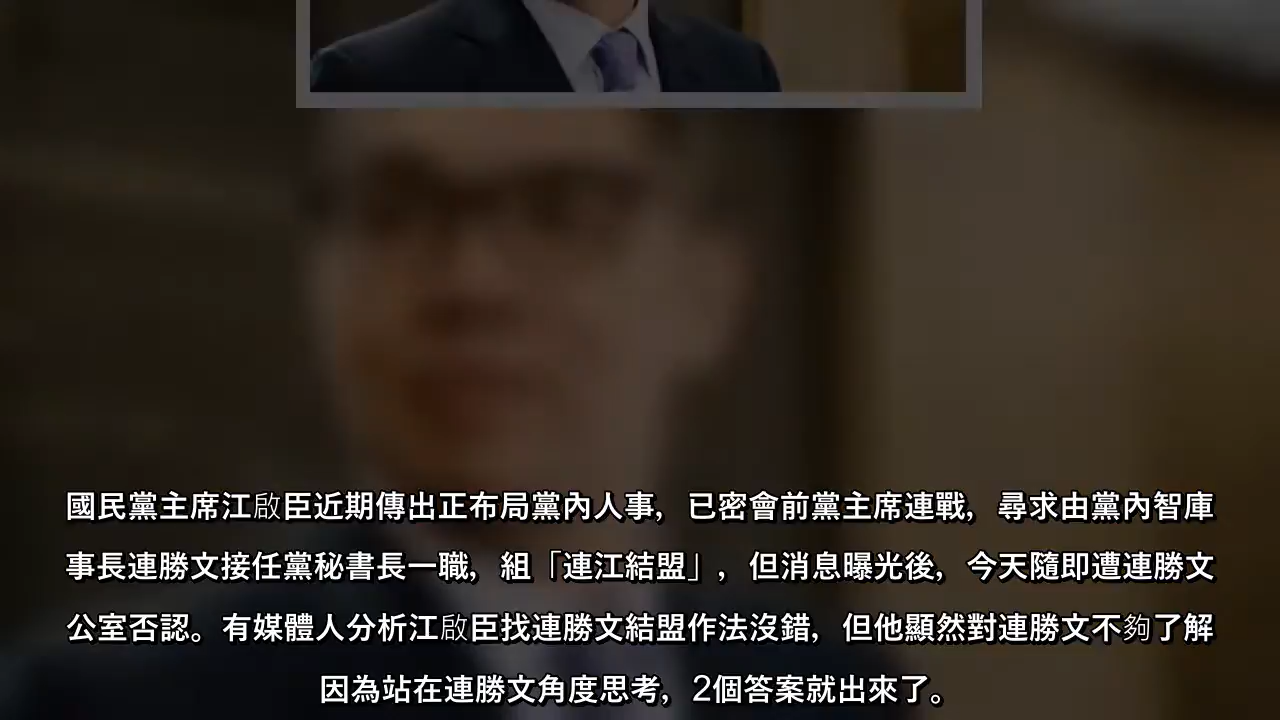 國民黨主席江啟臣近期傳出正布局黨內人事，已密會前黨主席連戰，尋求由黨內智庫
事長連勝文接任黨秘書長一職，組「連江結盟」，但消息曝光後，今天隨即遭連勝文
公室否認。有媒體人分析江啟臣找連勝文結盟作法沒錯，但他顯然對連勝文不夠了解
因為站在連勝文角度思考，2個答案就出來了。